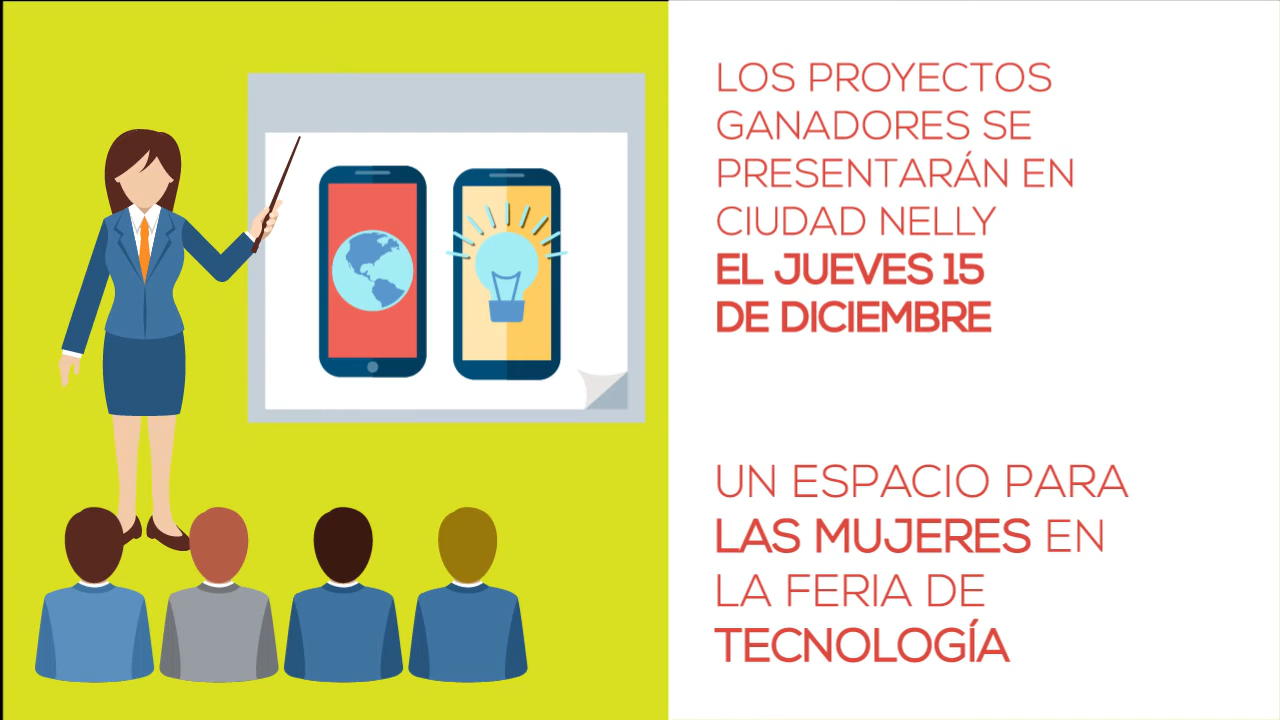 LOS PROYECTOS
GANADORES SE
PRESENTARÁN EN
CIUDAD NELLY
EL JUEVES 15
DE DICIEMBRE
UN ESPACIO PARA
LAS MUJERES EN
LA FERIA DE
TECNOLOGÍA